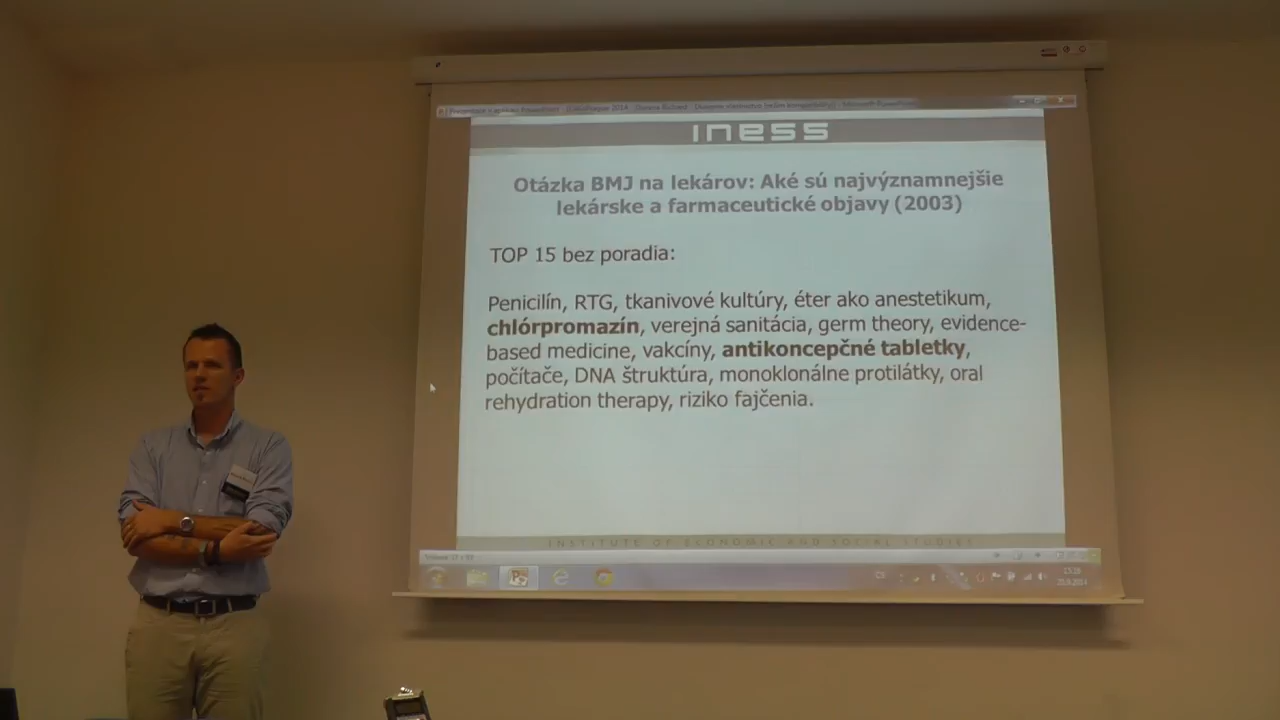 INESS
Otázka BMJ na lekárov: Aké sú najvýznamnejšie
lekárske a farmaceutické objavy (2003)
TOP 15 bez poradia:
Penicilín, RTG, tkanivové kultúry, éter ako anestetikum,
chlórpromazín, verejná sanitácia, germ theory, evidence-
based medicine, vakcíny, antikoncepčné tabletky,
počítače, DNA štruktúra, monoklonálne protilátky, oral
rehydration therapy, riziko fajčenia.
INSTITUTE OF ECONOMIC AND SOCIAL STUDIES